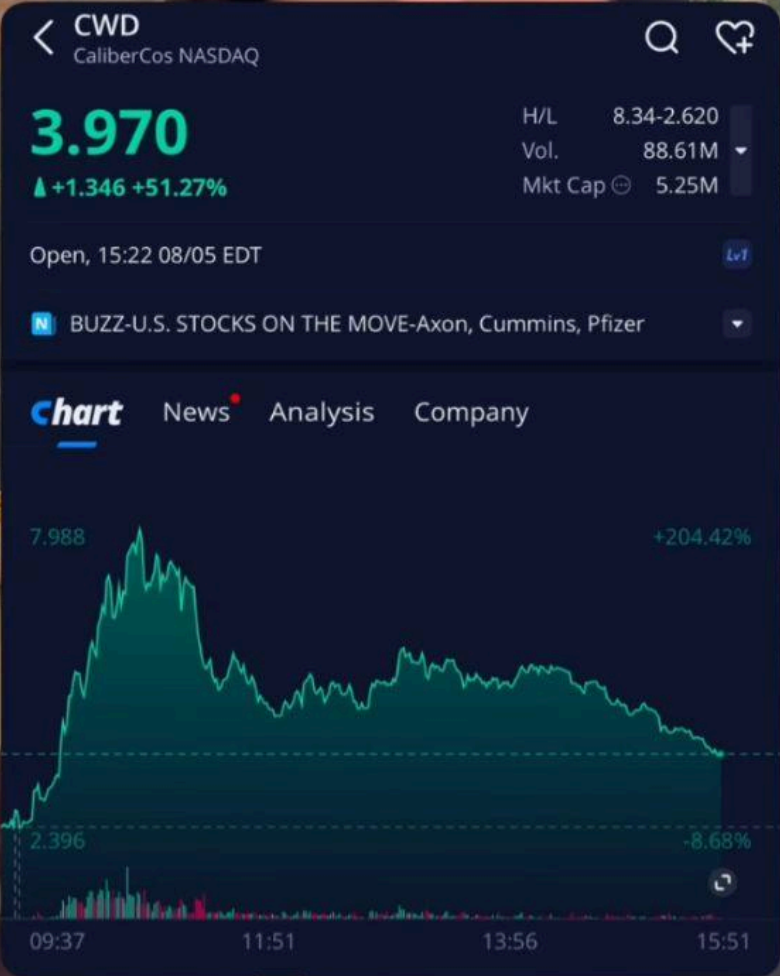 CWD
CaliberCos NASDAQ
3.970
+1.346 +51.27%
H/L 8.34-2.620
Vol. 88.61M
Mkt Cap 5.25M
Open, 15:22 08/05 EDT
Lv1
N BUZZ-U.S. STOCKS ON THE MOVE-Axon, Cummins, Pfizer
Chart News Analysis Company
7.988 +204.42%
2.396 -8.68%
09:37 11:51 13:56 15:51